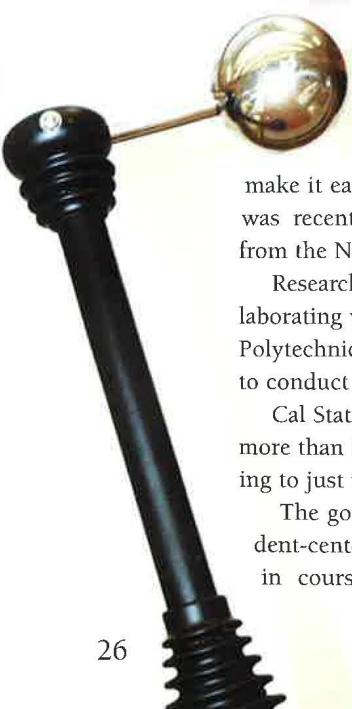 make it ea
was recent
from the N
Research
laborating
Polytechnic
to conduct
Cal Stat
more than
ing to just
The go
dent-cente
in cours
26